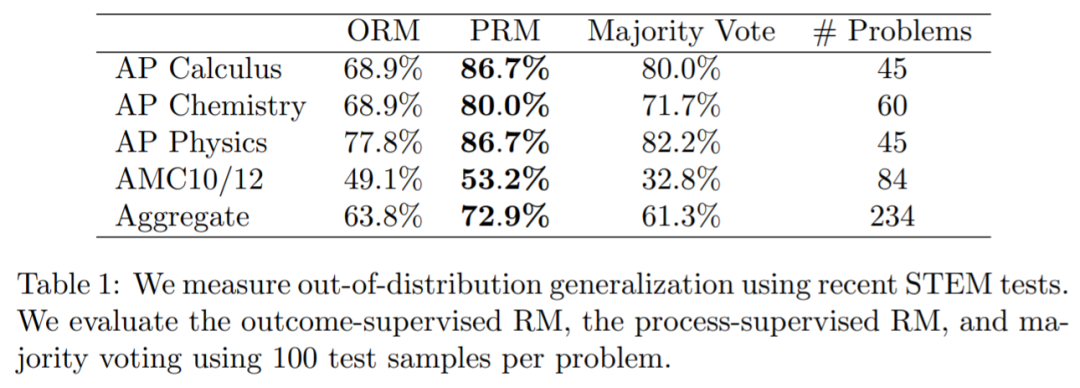 ORM PRM Majority Vote # Problems
AP Calculus 68.9% 86.7% 80.0% 45
AP Chemistry 68.9% 80.0% 71.7% 60
AP Physics 77.8% 86.7% 82.2% 45
AMC10/12 49.1% 53.2% 32.8% 84
Aggregate 63.8% 72.9% 61.3% 234
Table 1: We measure out-of-distribution generalization using recent STEM tests.
We evaluate the outcome-supervised RM, the process-supervised RM, and ma-
jority voting using 100 test samples per problem.